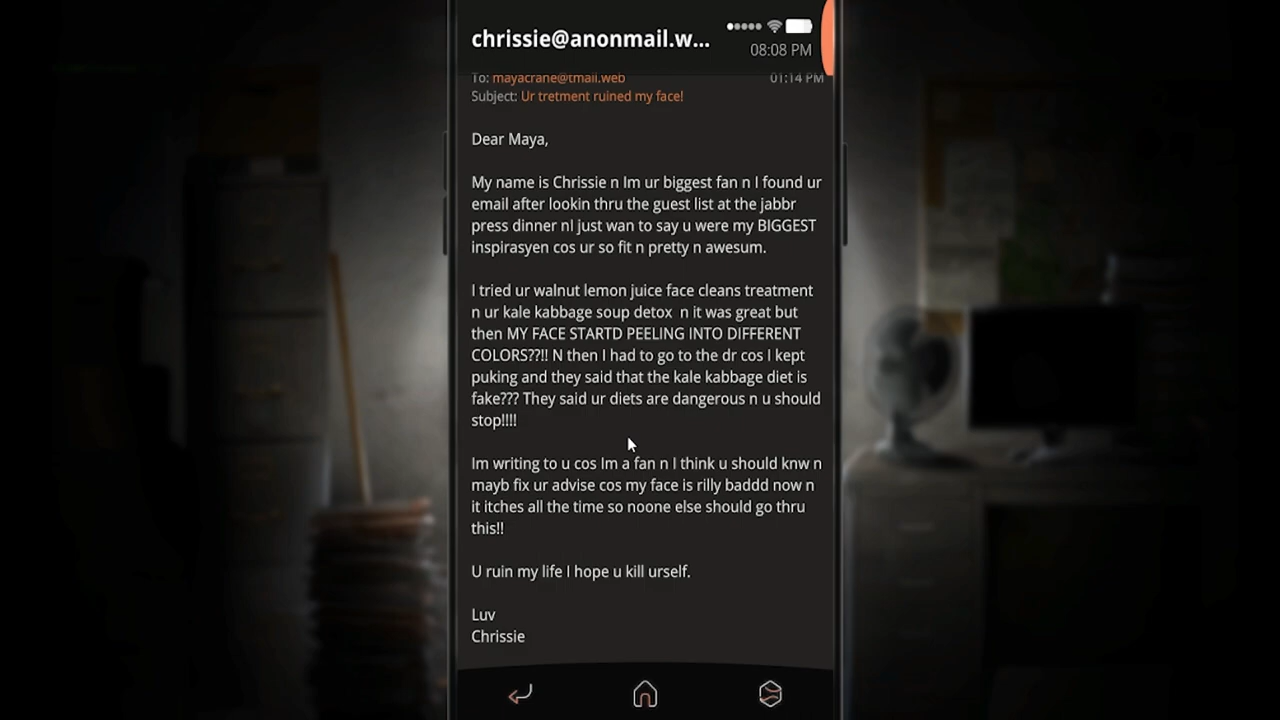 chrissie@anonmail.w...
08:08 PM
To: mayacrane@tmail.web 01:14 PM
Subject: Ur tretment ruined my face!
Dear Maya,
My name is Chrissie n Im ur biggest fan n I found ur
email after lookin thru the guest list at the jabbr
press dinner nI just wan to say u were my BIGGEST
inspirasyen cos ur so fit n pretty n awesum.
I tried ur walnut lemon juice face cleans treatment
n ur kale kabbage soup detox  n it was great but
then MY FACE STARTD PEELING INTO DIFFERENT
COLORS??!! N then I had to go to the dr cos I kept
puking and they said that the kale kabbage diet is
fake??? They said ur diets are dangerous n u should
stop!!!!
Im writing to u cos Im a fan n I think u should knw n
mayb fix ur advise cos my face is rilly baddd now n
it itches all the time so noone else should go thru
this!!
U ruin my life I hope u kill urself.
Luv
Chrissie